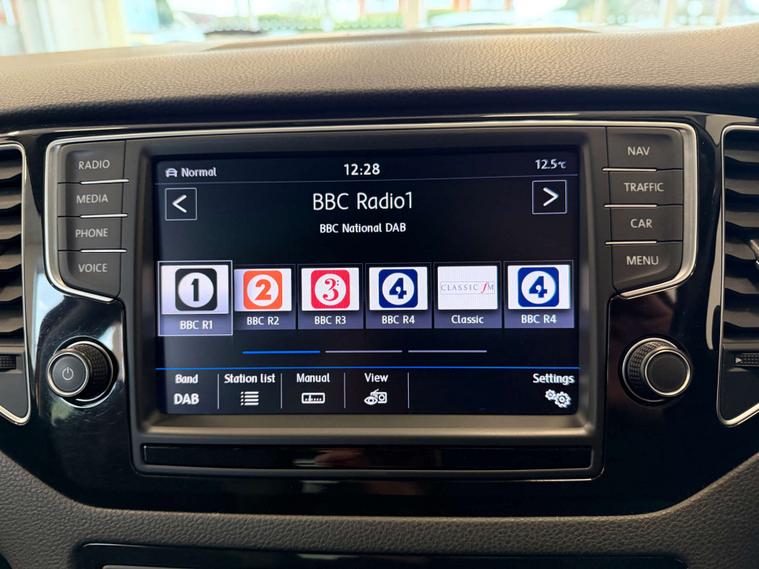 RADIO
MEDIA
PHONE
VOICE
Normal
12:28
12.5°C
BBC Radio1
BBC National DAB
1
2
3:
4
CLASSIC fM
4
BBC R1
BBC R2
BBC R3
BBC R4
Classic
BBC R4
Band
Station list
Manual
View
Settings
DAB
NAV
TRAFFIC
CAR
MENU